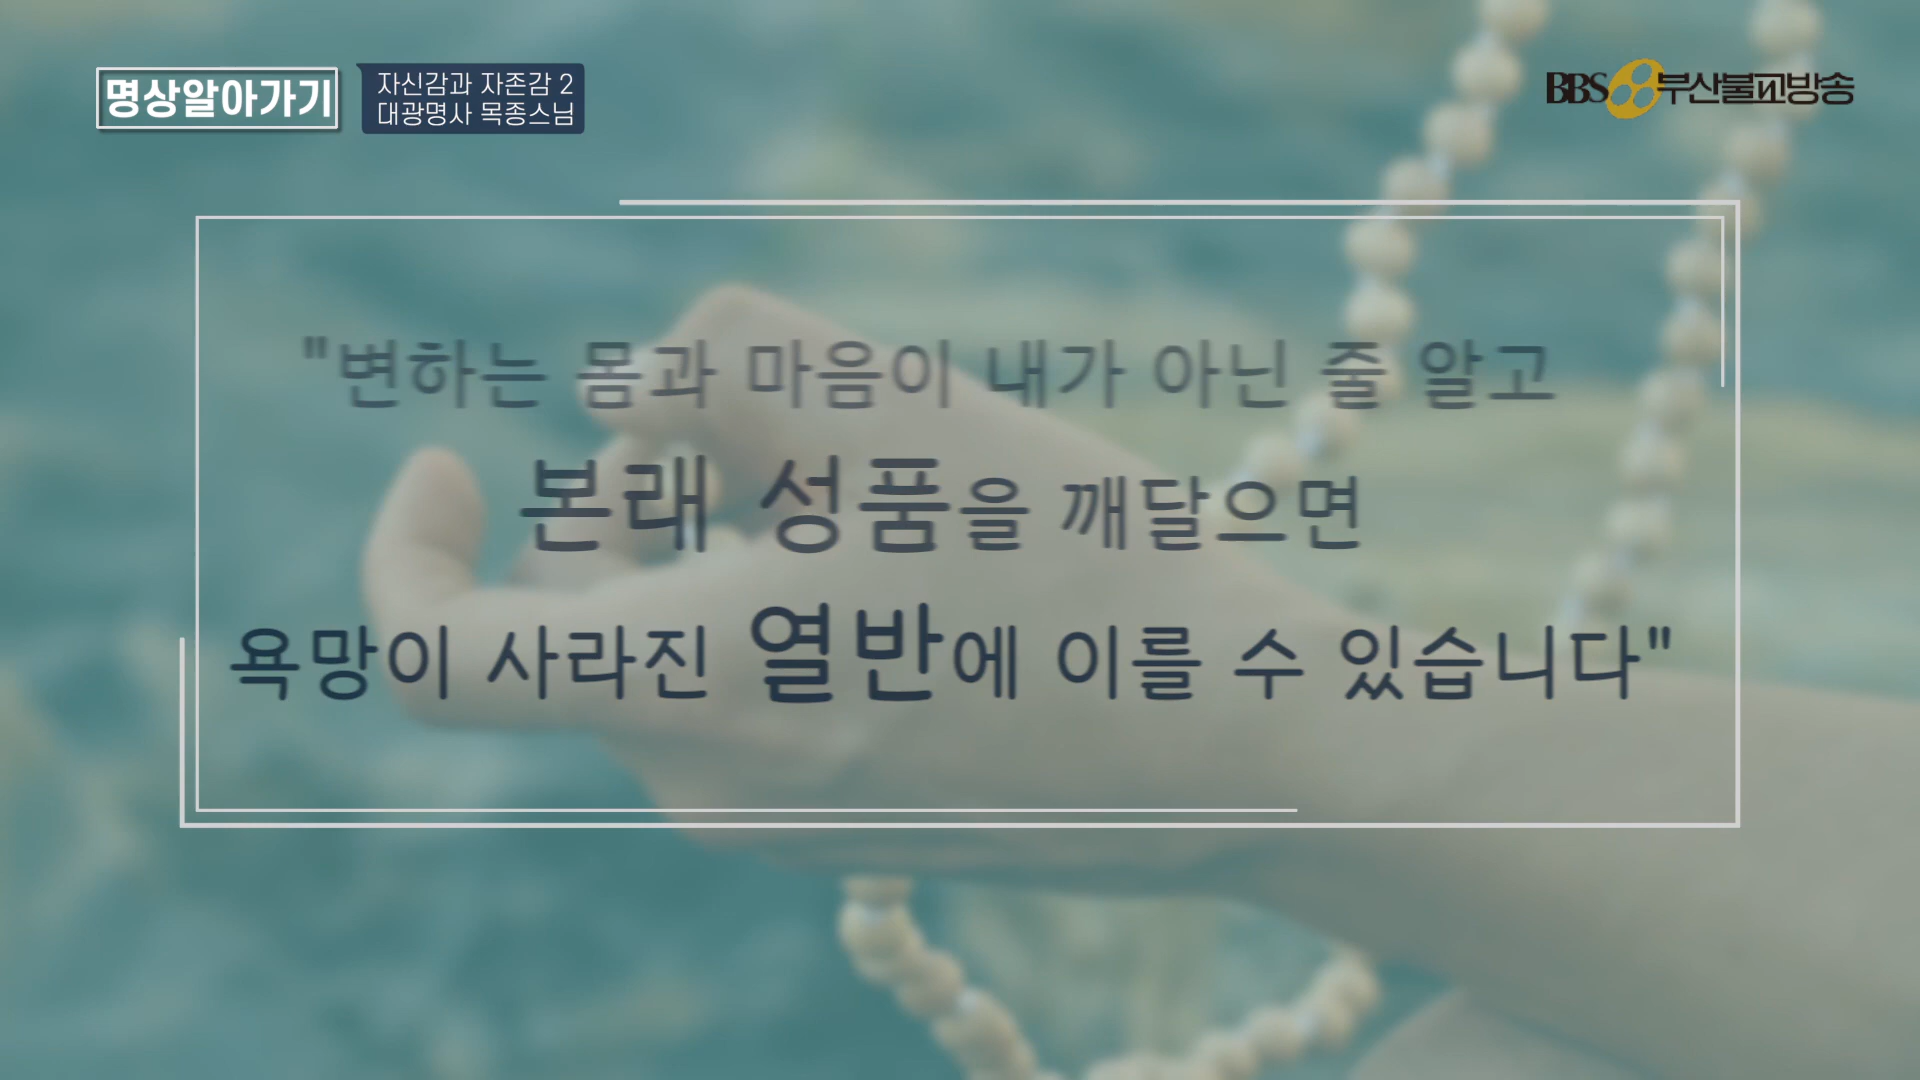 명상알아가기
자신감과 자존감 2
대광명사 목종스님
BBS 부산불교방송
"변하는 몸과 마음이 내가 아닌 줄 알고
본래 성품을 깨달으면
욕망이 사라진 열반에 이를 수 있습니다"